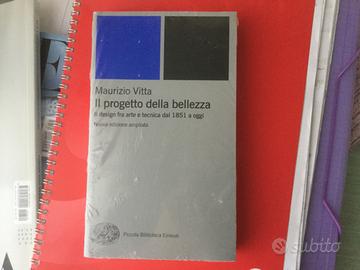 Maurizio Vitta
Il progetto della bellezza
Il design fra arte e tecnica dal 1851 a oggi
Nuova edizione ampliata
Piccola Biblioteca Einaudi
subito